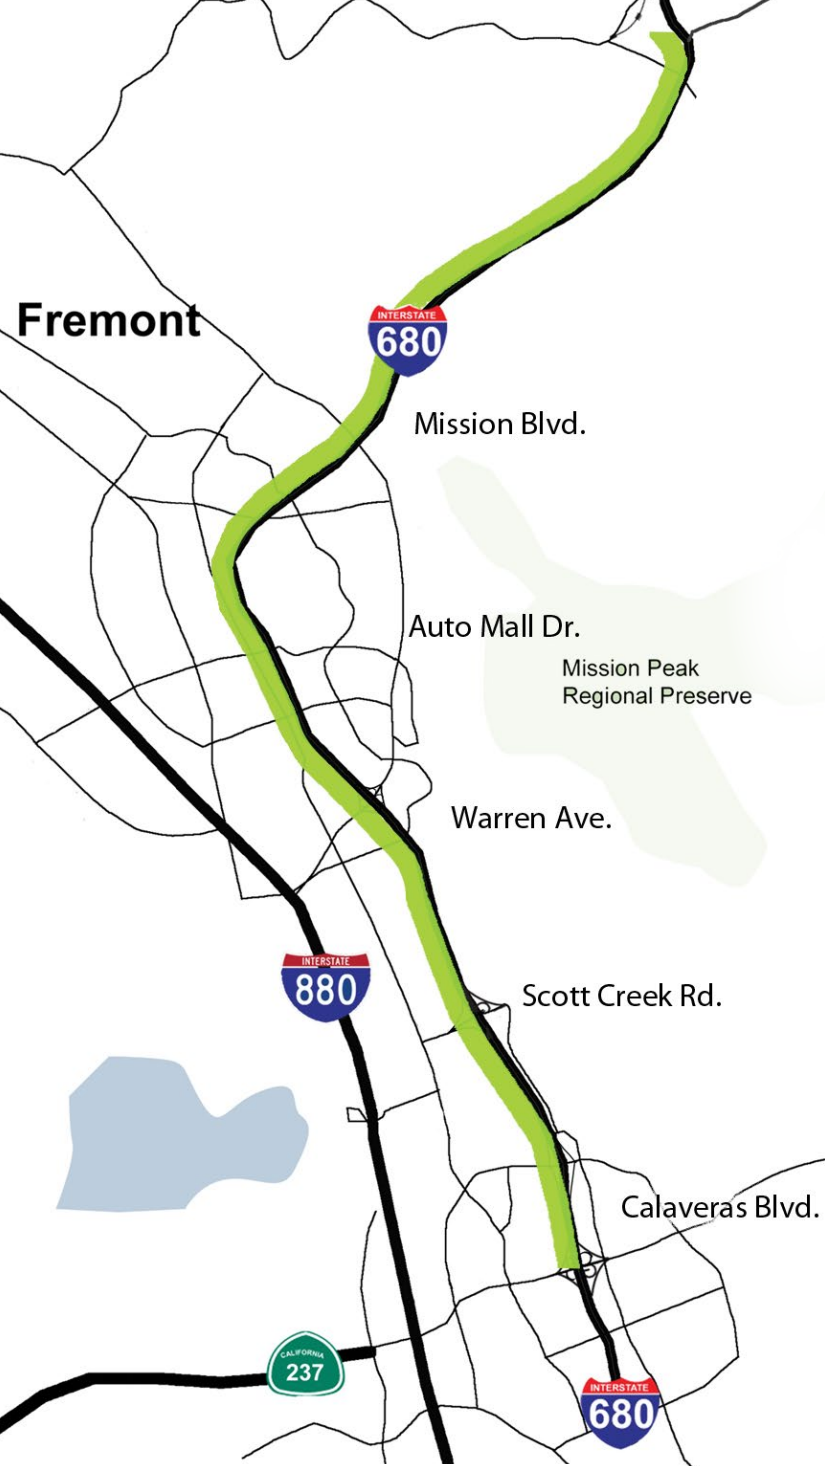 Fremont
INTERSTATE
680
Mission Blvd.
Auto Mall Dr.
Mission Peak
Regional Preserve
Warren Ave.
INTERSTATE
880
Scott Creek Rd.
Calaveras Blvd.
CALIFORNIA
237
INTERSTATE
680